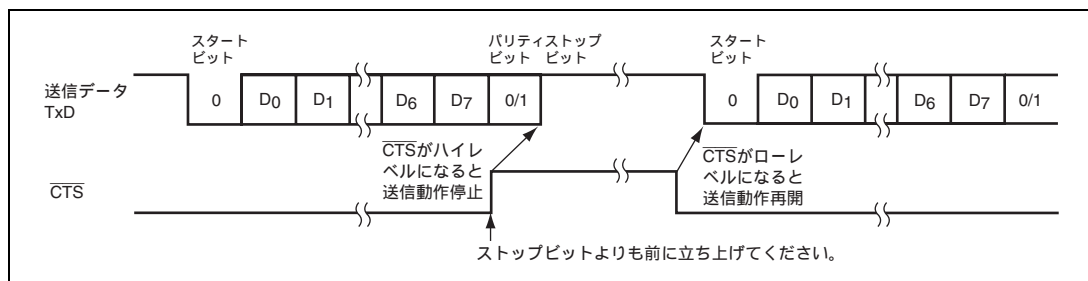 スタート
ビット
パリティ
ビット
ストップ
ビット
スタート
ビット
送信データ
TxD
0
D0
D1
D6
D7
0/1
0
D0
D1
D6
D7
0/1
CTSがハイレ
ベルになると
送信動作停止
CTSがローレ
ベルになると
送信動作再開
CTS
ストップビットよりも前に立ち上げてください。